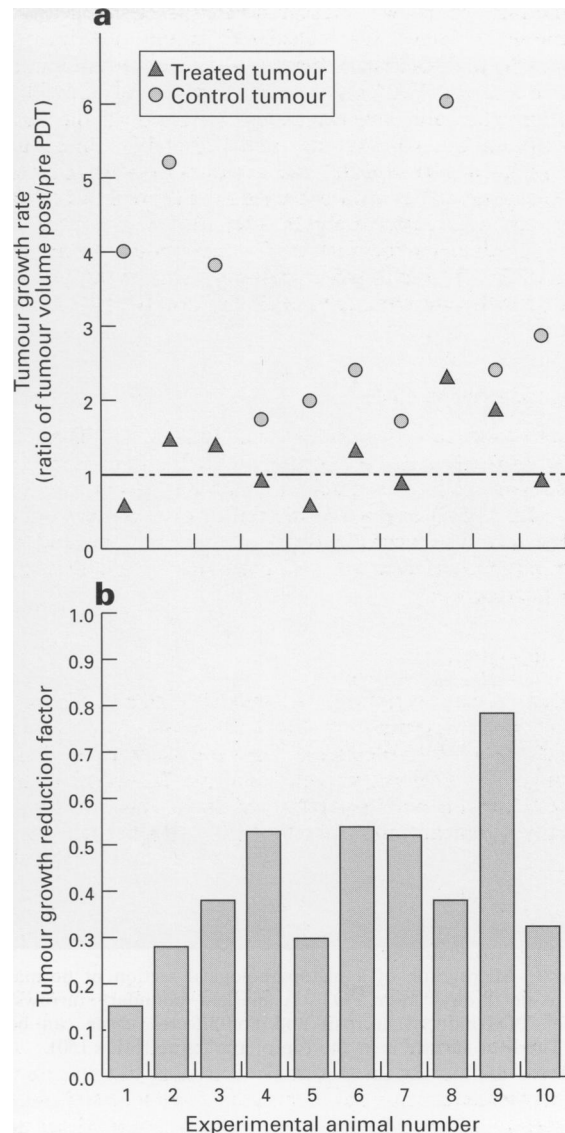 a
Treated tumour
Control tumour
6
5
4
3
2
1
0
Tumour growth rate
(ratio of tumour volume post/pre PDT)
b
1.0
0.9
0.8
0.7
0.6
0.5
0.4
0.3
0.2
0.1
0.0
Tumour growth reduction factor
1 2 3 4 5 6 7 8 9 10
Experimental animal number